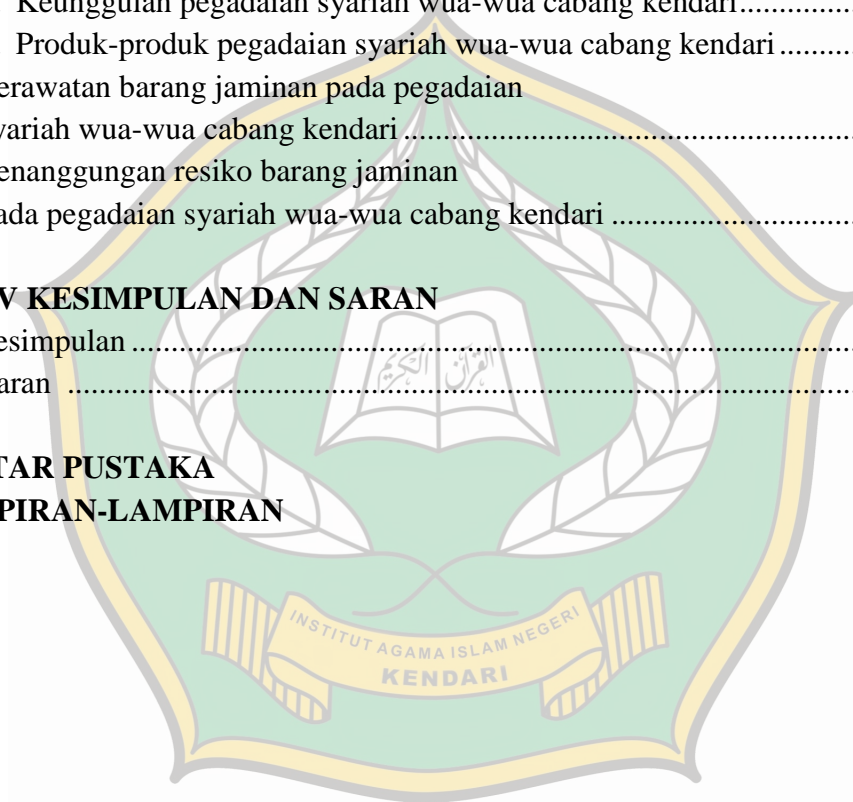 Keunggulan pegadaian syariah wua-wua cabang kendari................
Produk-produk pegadaian syariah wua-wua cabang kendari...........
erawatan barang jaminan pada pegadaian
yariah wua-wua cabang kendari................................................................
enanggungan resiko barang jaminan
ada pegadaian syariah wua-wua cabang kendari ................................
V KESIMPULAN DAN SARAN
esimpulan ................................................................................................
aran ................................................................................................
القرآن الكريم
TAR PUSTAKA
PIRAN-LAMPIRAN
INSTITUT AGAMA ISLAM NEGERI
KENDARI